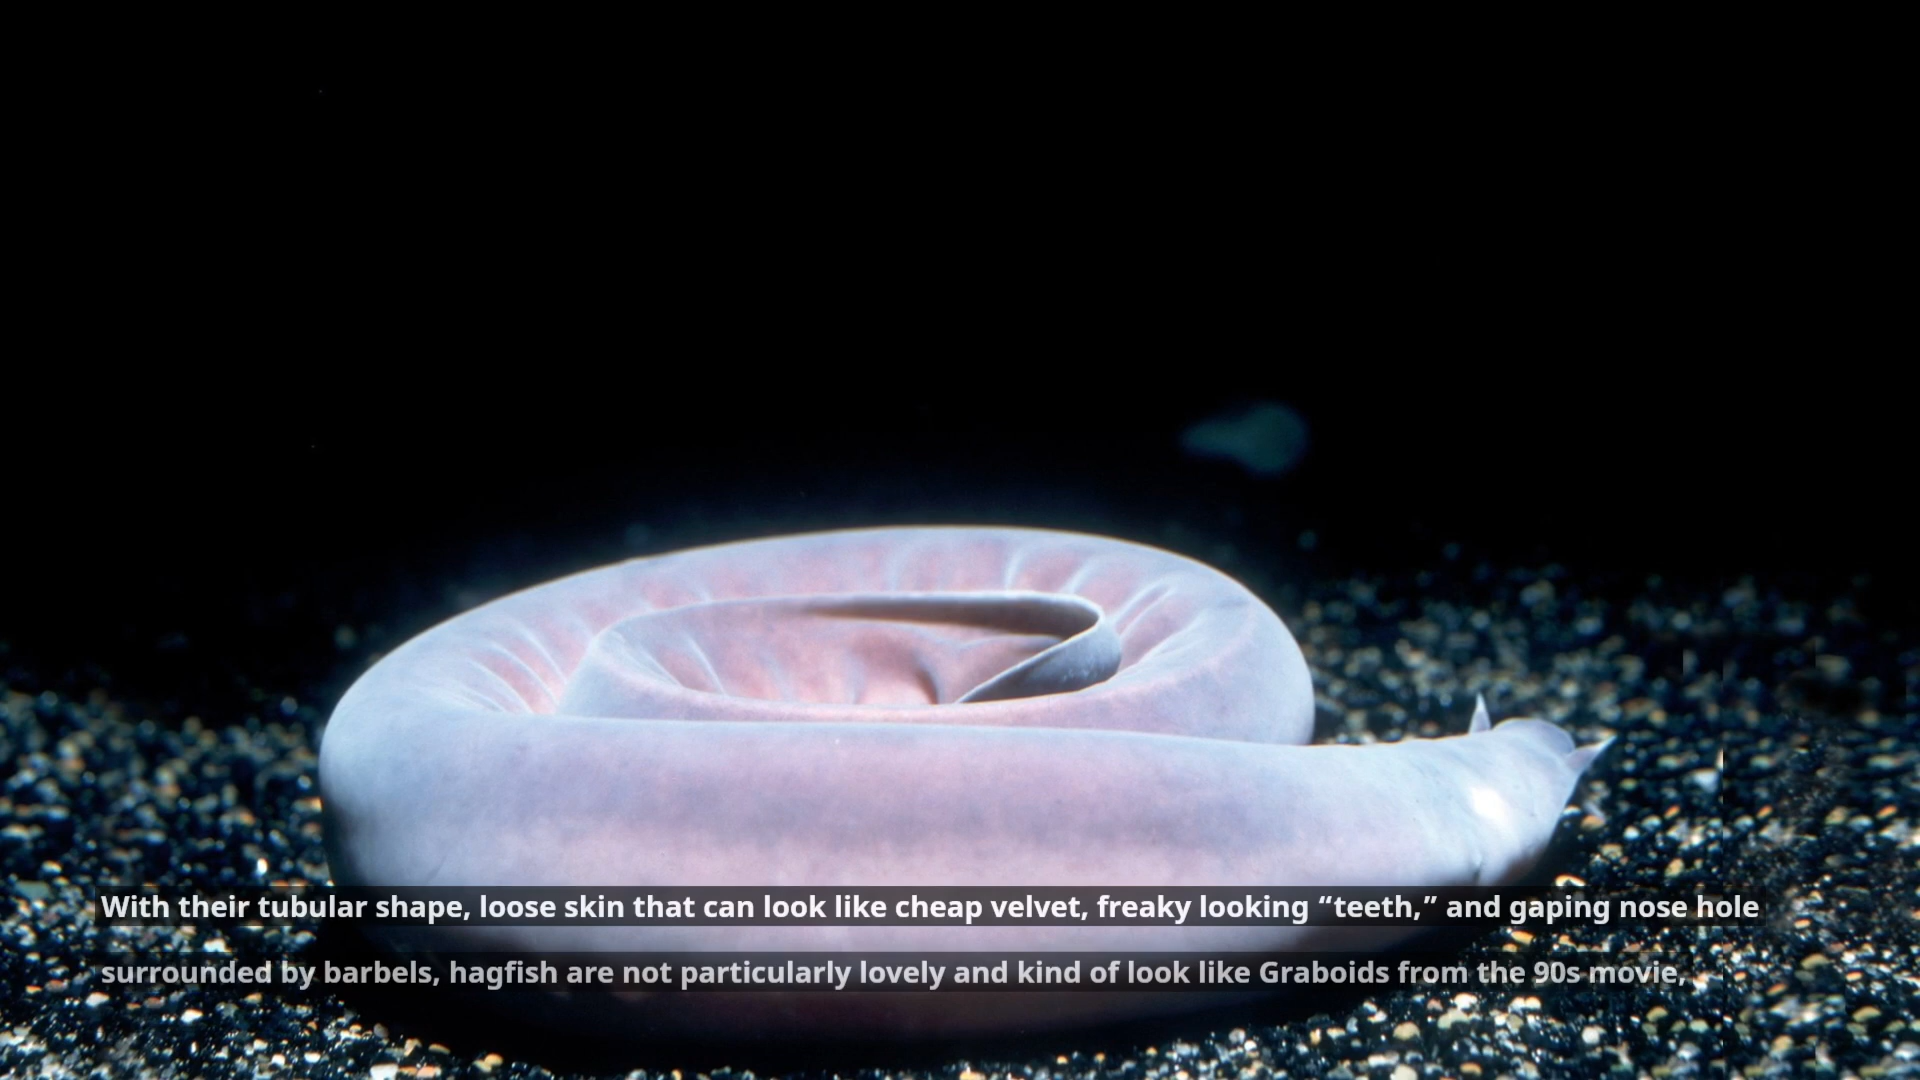 With their tubular shape, loose skin that can look like cheap velvet, freaky looking “teeth,” and gaping nose hole
surrounded by barbels, hagfish are not particularly lovely and kind of look like Graboids from the 90s movie,